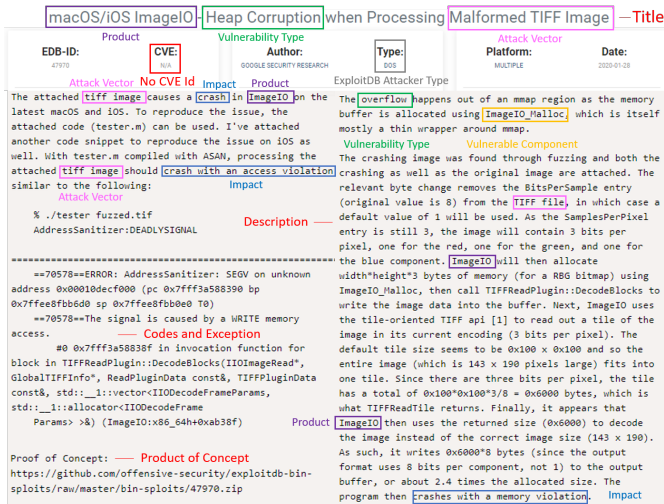 macOS/iOS ImageIO - Heap Corruption when Processing Malformed TIFF Image — Title
Product
Vulnerability Type
Attack Vector
EDB-ID:
47970
CVE:
N/A
No CVE Id
Author:
GOOGLE SECURITY RESEARCH
Type:
DOS
ExploitDB Attacker Type
Platform:
MULTIPLE
Date:
2020-01-28
Attack Vector
Impact
Product
The attached tiff image causes a crash in ImageIO on the
latest macOS and iOS. To reproduce the issue, the
attached code (tester.m) can be used. I've attached
another code snippet to reproduce the issue on iOS as
well. With tester.m compiled with ASAN, processing the
attached tiff image should crash with an access violation
similar to the following:
Impact
Attack Vector
% ./tester fuzzed.tif
AddressSanitizer:DEADLYSIGNAL
Description
=================================================================
==70578==ERROR: AddressSanitizer: SEGV on unknown
address 0x00010decf000 (pc 0x7fff3a588390 bp
0x7ffee8fbb6d0 sp 0x7ffee8fbb0e0 T0)
==70578==The signal is caused by a WRITE memory
access.
Codes and Exception
#0 0x7fff3a58838f in invocation function for
block in TIFFReadPlugin::DecodeBlocks(IIOImageRead*,
GlobalTIFFInfo*, ReadPluginData const&, TIFFPluginData
const&, std::__1::vector<IIODecodeFrameParams,
std::__1::allocator<IIODecodeFrame
Params> >&) (ImageIO:x86_64h+0xab38f)
Product
Proof of Concept: — Product of Concept
https://github.com/offensive-security/exploitdb-bin-
sploits/raw/master/bin-sploits/47970.zip
The overflow happens out of an mmap region as the memory
buffer is allocated using ImageIO_Malloc, which is itself
mostly a thin wrapper around mmap.
Vulnerability Type
Vulnerable Component
The crashing image was found through fuzzing and both the
crashing as well as the original image are attached. The
relevant byte change removes the BitsPerSample entry
(original value is 8) from the TIFF file, in which case a
default value of 1 will be used. As the SamplesPerPixel
entry is still 3, the image will contain 3 bits per
pixel, one for the red, one for the green, and one for
the blue component. ImageIO will then allocate
width*height*3 bytes of memory (for a RBG bitmap) using
ImageIO_Malloc, then call TIFFReadPlugin::DecodeBlocks to
write the image data into the buffer. Next, ImageIO uses
the tile-oriented TIFF api [1] to read out a tile of the
image in its current encoding (3 bits per pixel). The
default tile size seems to be 0x100 x 0x100 and so the
entire image (which is 143 x 190 pixels large) fits into
one tile. Since there are three bits per pixel, the tile
has a total of 0x100*0x100*3/8 = 0x6000 bytes, which is
what TIFFReadTile returns. Finally, it appears that
ImageIO then uses the returned size (0x6000) to decode
the image instead of the correct image size (143 x 190).
As such, it writes 0x6000*8 bytes (since the output
format uses 8 bits per component, not 1) to the output
buffer, or about 2.4 times the allocated size. The
program then crashes with a memory violation.
Impact